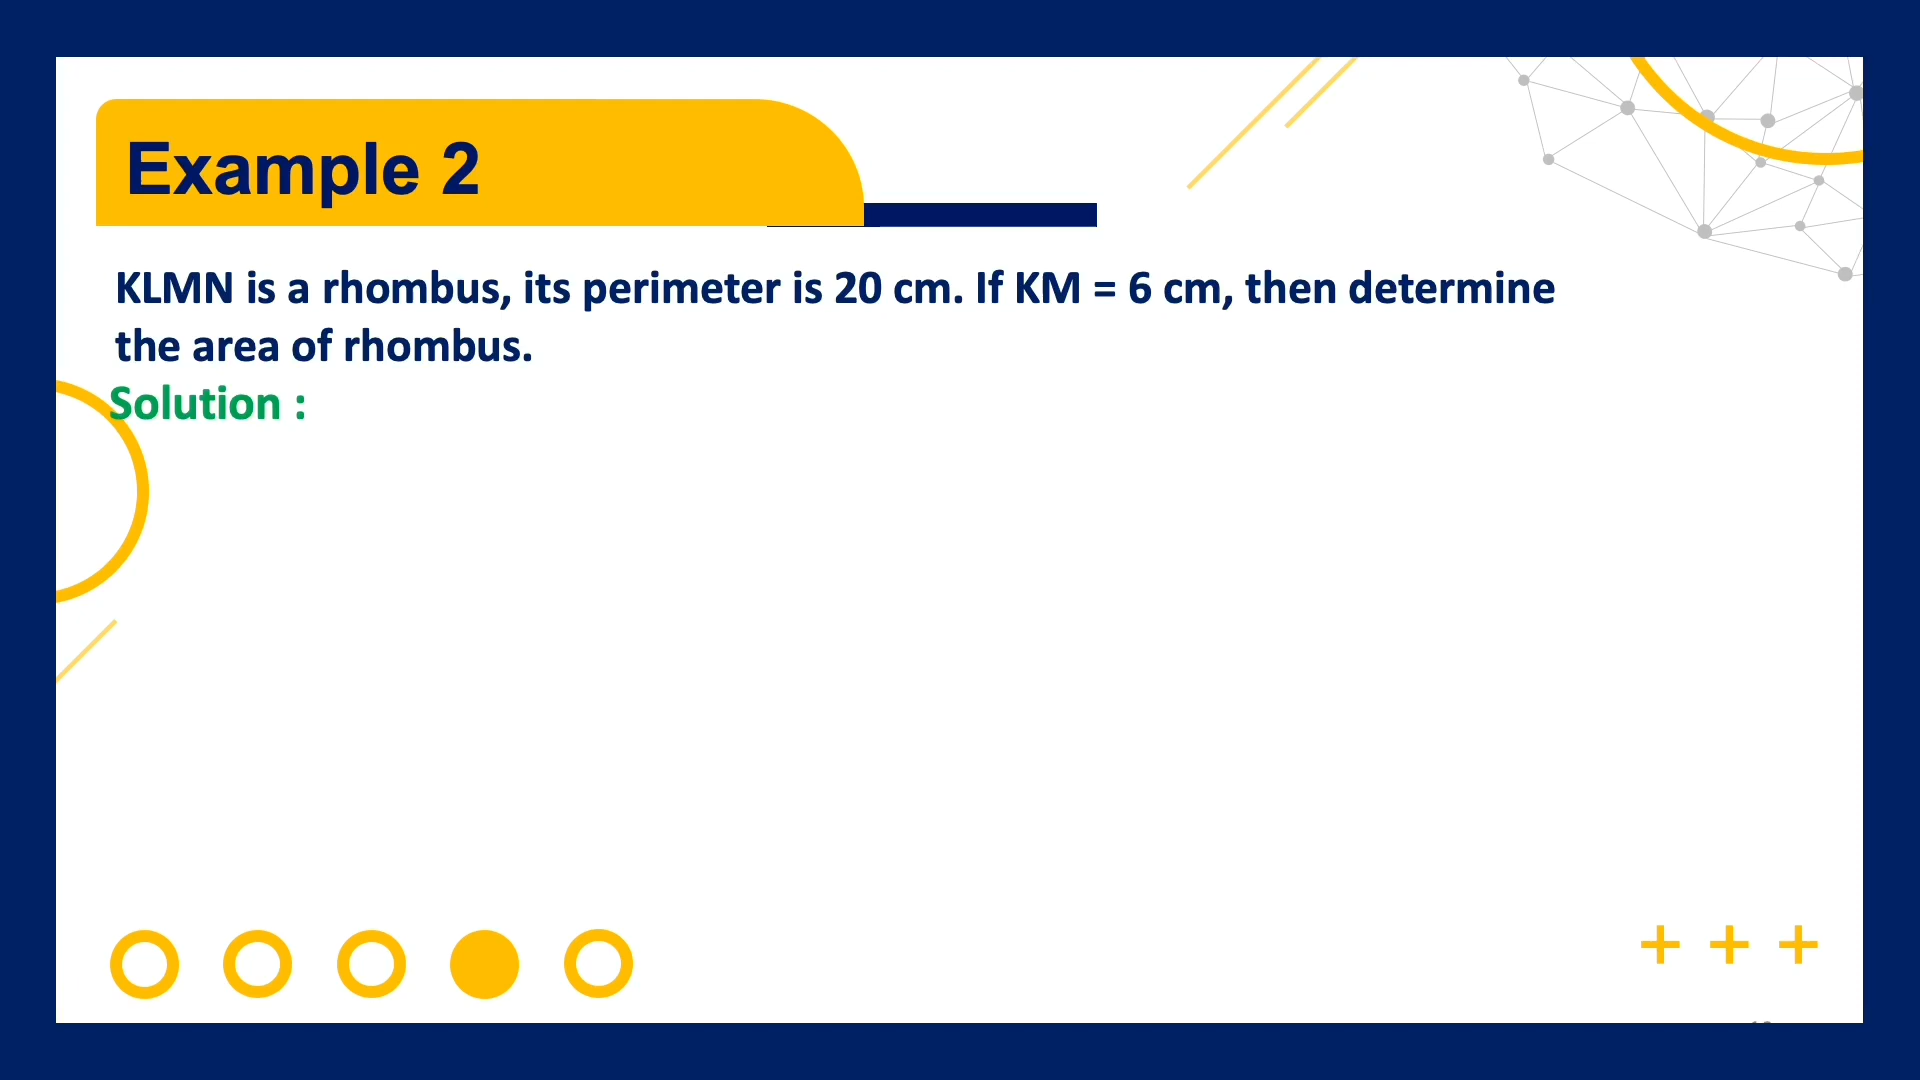 Example 2
KLMN is a rhombus, its perimeter is 20 cm. If KM = 6 cm, then determine
the area of rhombus.
Solution :